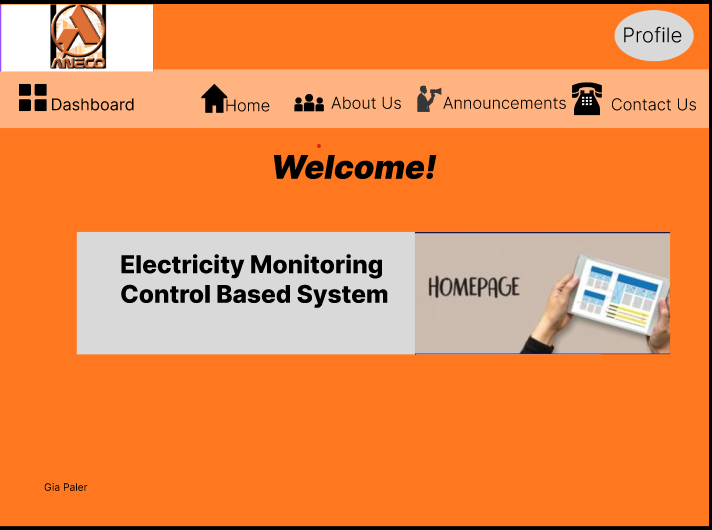 ANECO
Profile
Dashboard
Home
About Us
Announcements
Contact Us
Welcome!
Electricity Monitoring
Control Based System
HOMEPAGE
Gia Paler